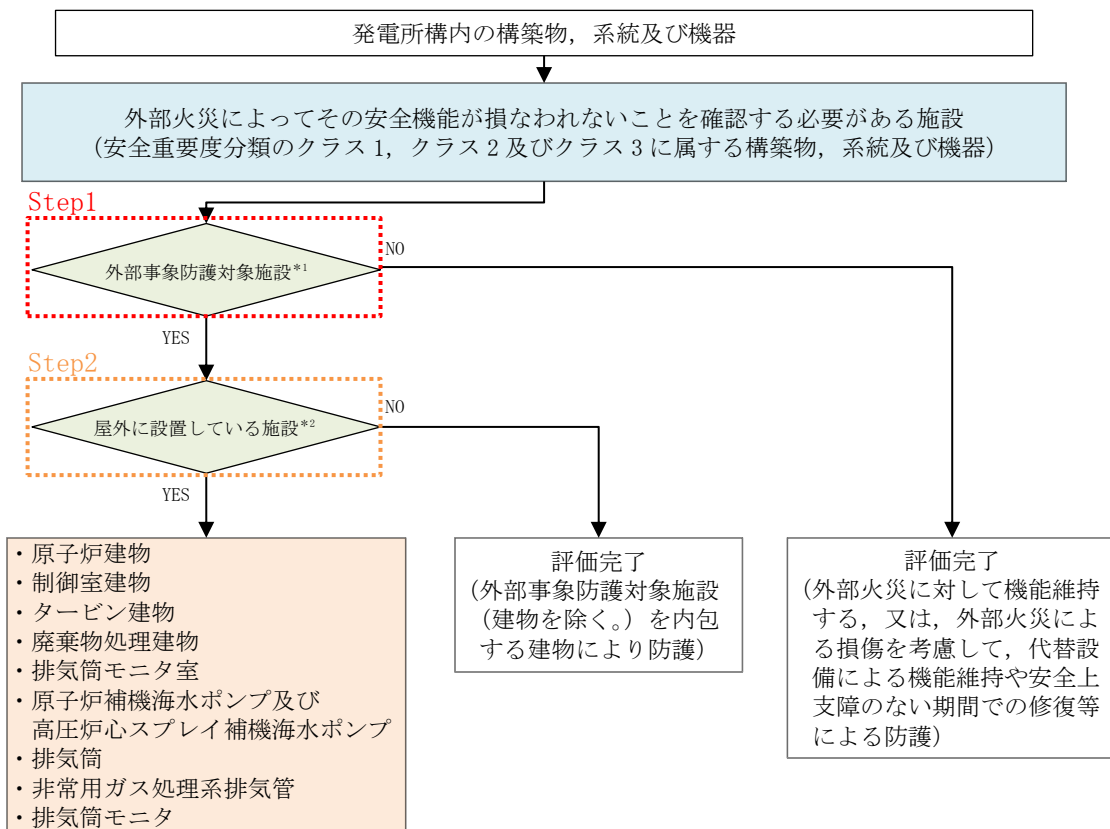 発電所構内の構築物，系統及び機器
外部火災によってその安全機能が損なわれないことを確認する必要がある施設
（安全重要度分類のクラス１，クラス２及びクラス３に属する構築物，系統及び機器）
Step1
外部事象防護対象施設*1
NO
YES
Step2
屋外に設置している施設*2
NO
YES
・原子炉建物
・制御室建物
・タービン建物
・廃棄物処理建物
・排気筒モニタ室
・原子炉補機海水ポンプ及び
高圧炉心スプレイ補機海水ポンプ
・排気筒
・非常用ガス処理系排気管
・排気筒モニタ
評価完了
（外部事象防護対象施設
（建物を除く。）を内包
する建物により防護）
評価完了
（外部火災に対して機能維持
する，又は，外部火災によ
る損傷を考慮して，代替設
備による機能維持や安全上
支障のない期間での修復等
による防護）